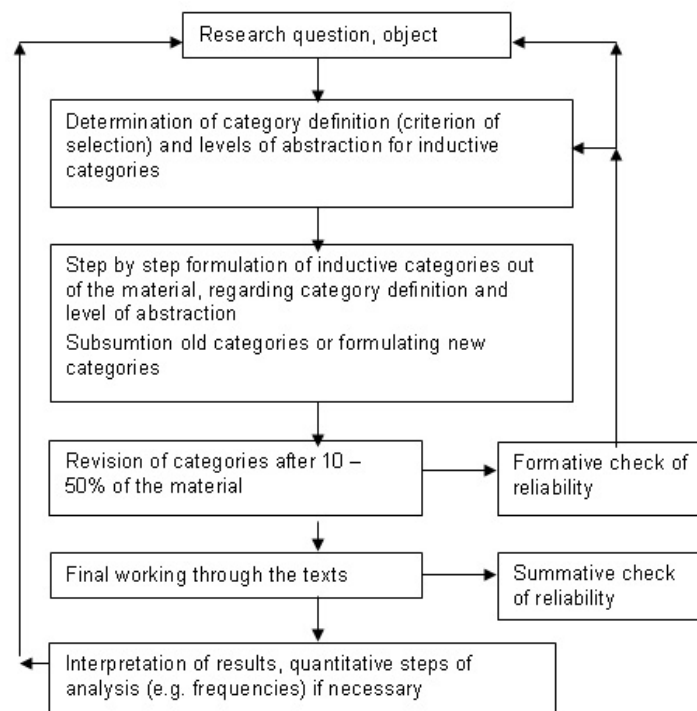 Research question, object
Determination of category definition (criterion of
selection) and levels of abstraction for inductive
categories
Step by step formulation of inductive categories out
of the material, regarding category definition and
level of abstraction
Subsumtion old categories or formulating new
categories
Revision of categories after 10 –
50% of the material
Formative check of
reliability
Final working through the texts
Summative check
of reliability
Interpretation of results, quantitative steps of
analysis (e.g. frequencies) if necessary